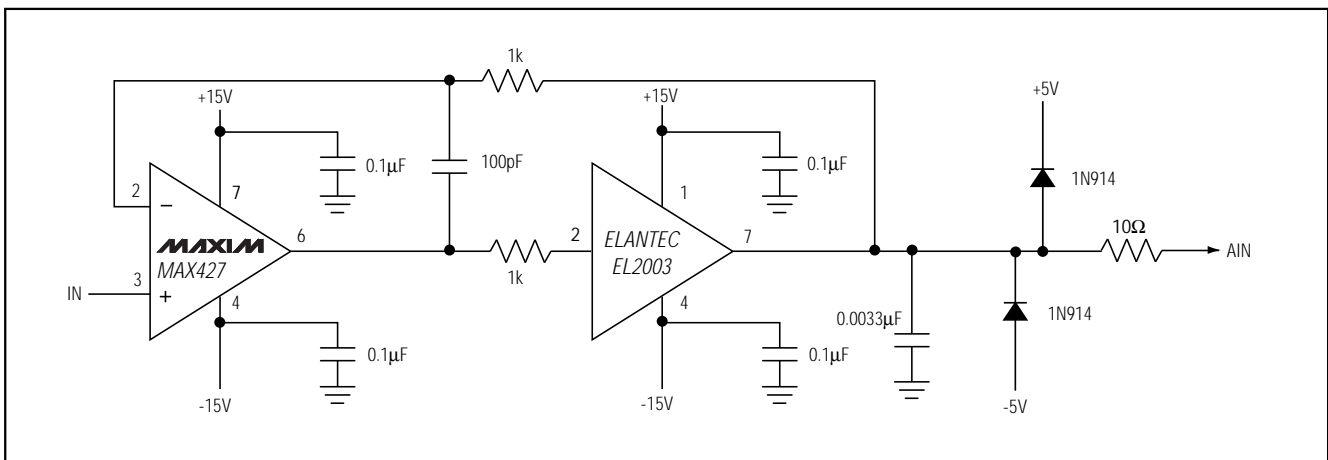 1k
+15V
0.1µF
100pF
2
−
7
MAXIM
MAX427
6
IN
3
+
4
0.1µF
-15V
1k
+15V
0.1µF
1
2
ELANTEC
EL2003
7
4
0.1µF
-15V
0.0033µF
+5V
1N914
10Ω
AIN
1N914
-5V